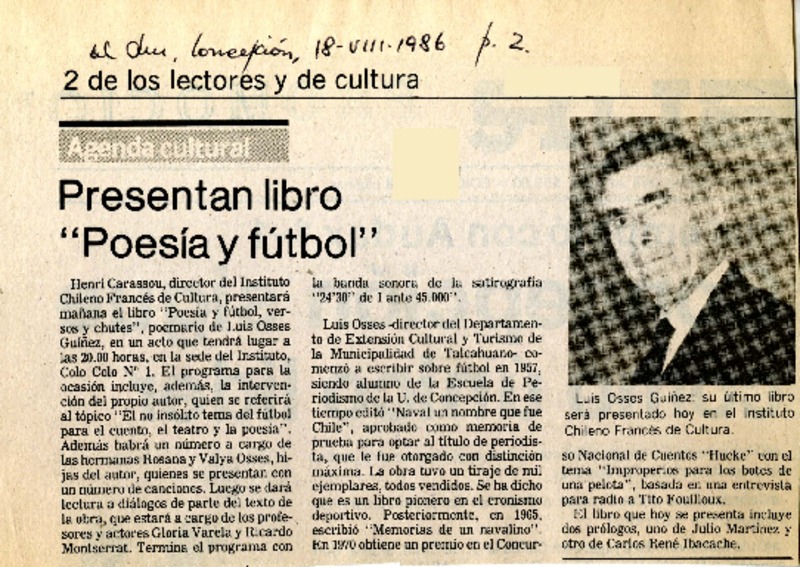 El Sur, Concepción, 18-VIII-1986 p. 2.
2 de los lectores y de cultura
Agenda cultural
Presentan libro
"Poesía y fútbol"
Henri Carassou, director del Instituto
Chileno Francés de Cultura, presentará
mañana el libro "Poesía y fútbol, ver-
sos y chutes", poemario de Luis Osses
Guíñez, en un acto que tendrá lugar a
las 20.00 horas, en la sede del Instituto,
Colo Colo N° 1. El programa para la
ocasión incluye, además, la interven-
ción del propio autor, quien se referirá
al tópico "El no insólito tema del fútbol
para el cuento, el teatro y la poesía".
Además habrá un número a cargo de
las hermanas Rosana y Valya Osses, hi-
jas del autor, quienes se presentan con
un número de canciones. Luego se dará
lectura a diálogos de parte del texto de
la obra, que estará a cargo de los profe-
sores y actores Gloria Varela y Ricardo
Montserrat. Termina el programa con
la banda sonora de la satirografía
"24'30" de 1 ante 45.000".
Luis Osses -director del Departamen-
to de Extensión Cultural y Turismo de
la Municipalidad de Talcahuano- co-
menzó a escribir sobre fútbol en 1957,
siendo alumno de la Escuela de Pe-
riodismo de la U. de Concepción. En ese
tiempo editó "Naval un nombre que fue
Chile", aprobado como memoria de
prueba para optar al título de periodis-
ta, que le fue otorgado con distinción
máxima. La obra tuvo un tiraje de mil
ejemplares, todos vendidos. Se ha dicho
que es un libro pionero en el cronismo
deportivo. Posteriormente, en 1965,
escribió "Memorias de un navalino".
En 1970 obtiene un premio en el Concur-
Luis Osses Guíñez: su último libro
será presentado hoy en el Instituto
Chileno Francés de Cultura.
so Nacional de Cuentos "Hucke" con el
tema "Improperios para los botes de
una pelota", basada en una entrevista
para radio a Tito Fouillioux.
El libro que hoy se presenta incluye
dos prólogos, uno de Julio Martínez y
otro de Carlos René Ibacache.